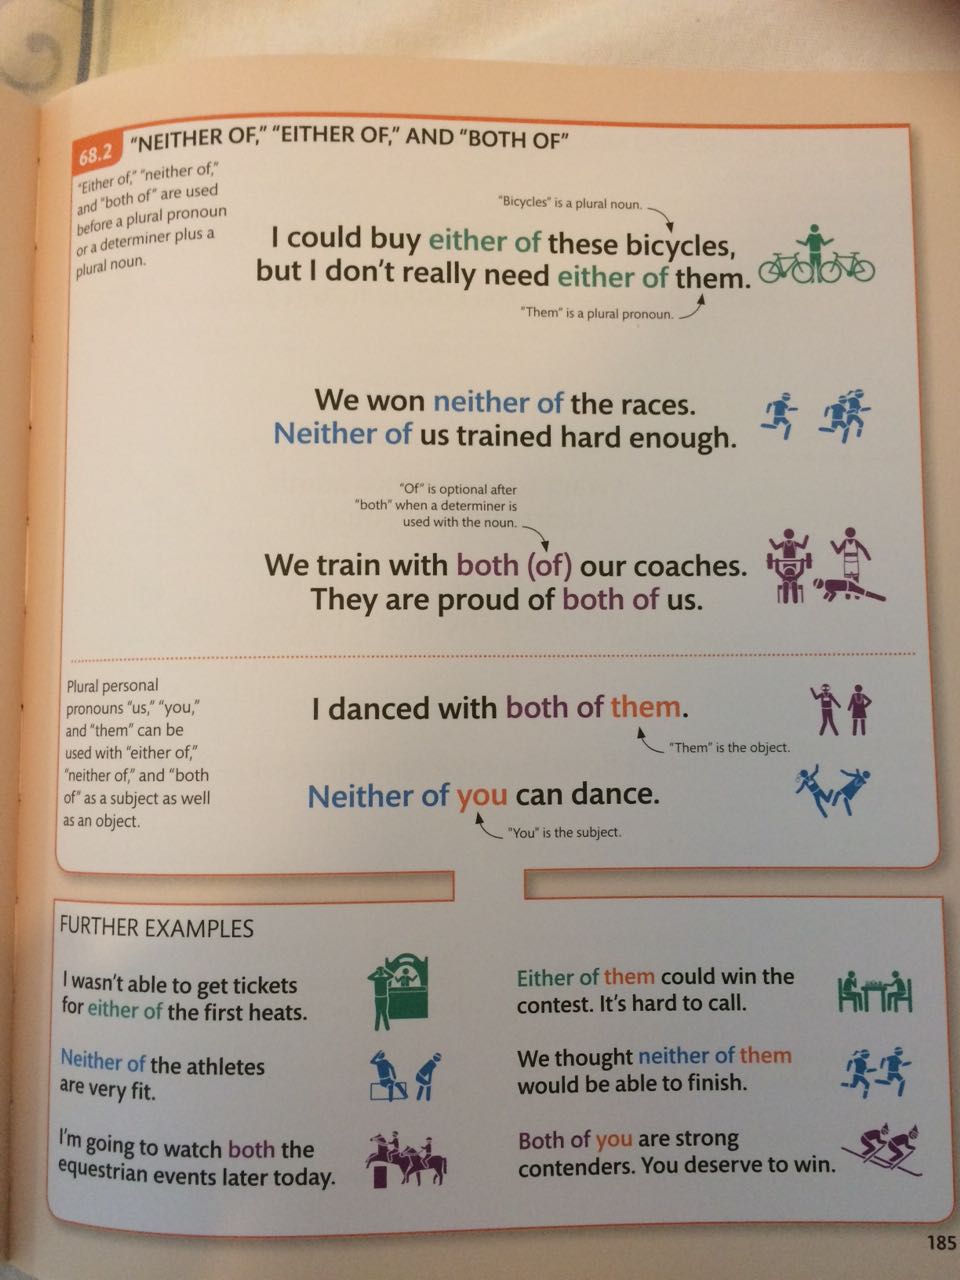 68.2 "NEITHER OF," "EITHER OF," AND "BOTH OF"
"Either of," "neither of,"
and "both of" are used
before a plural pronoun
or a determiner plus a
plural noun.
"Bicycles" is a plural noun.
I could buy either of these bicycles,
but I don't really need either of them.
"Them" is a plural pronoun.
We won neither of the races.
Neither of us trained hard enough.
"Of" is optional after
"both" when a determiner is
used with the noun.
We train with both (of) our coaches.
They are proud of both of us.
Plural personal
pronouns "us," "you,"
and "them" can be
used with "either of,"
"neither of," and "both
of" as a subject as well
as an object.
I danced with both of them.
"Them" is the object.
Neither of you can dance.
"You" is the subject.
FURTHER EXAMPLES
I wasn't able to get tickets
for either of the first heats.
Neither of the athletes
are very fit.
I'm going to watch both the
equestrian events later today.
Either of them could win the
contest. It's hard to call.
We thought neither of them
would be able to finish.
Both of you are strong
contenders. You deserve to win.
185